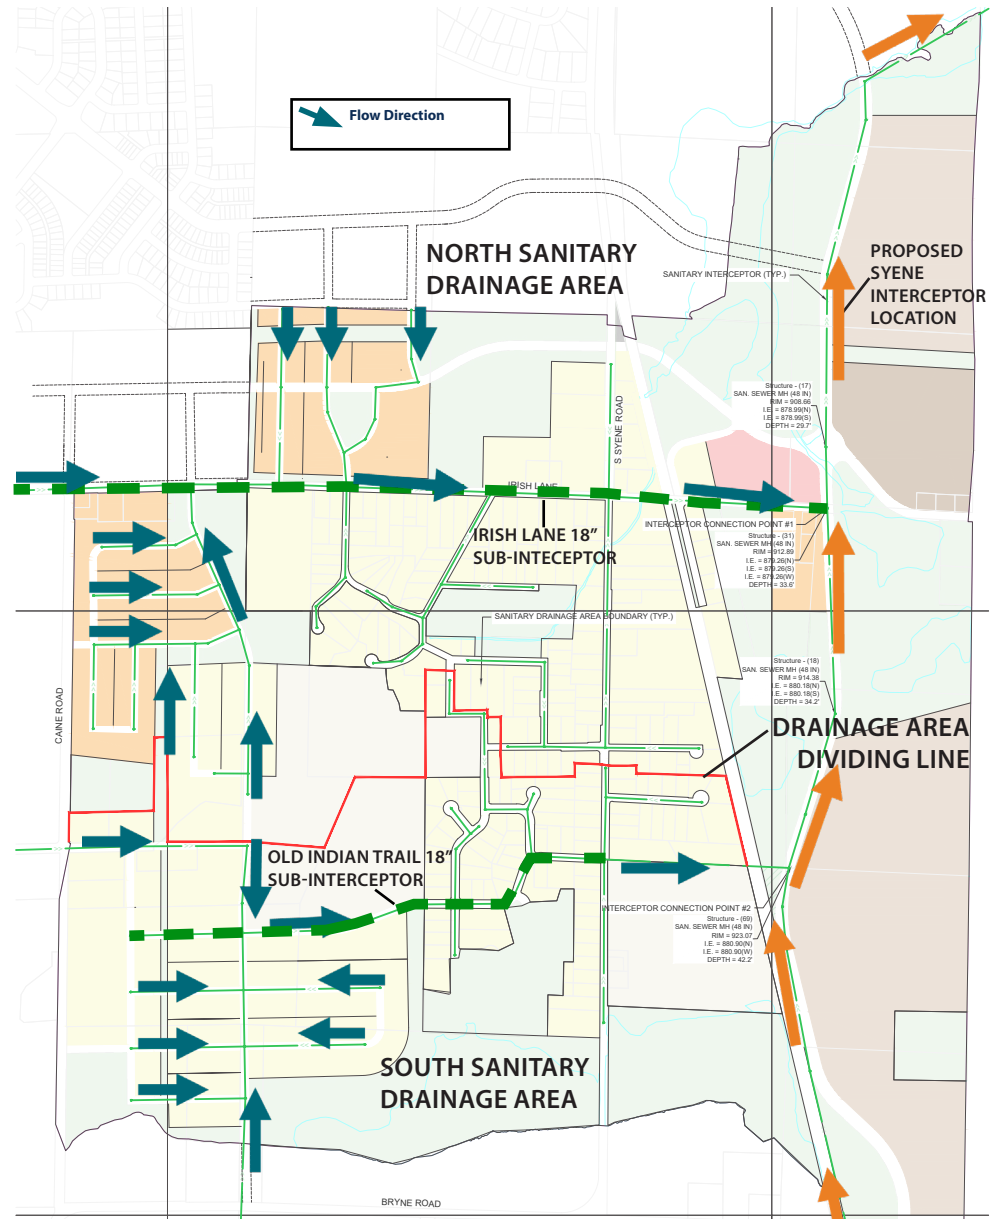 Flow Direction
NORTH SANITARY
DRAINAGE AREA
PROPOSED
SYENE
INTERCEPTOR
LOCATION
SANITARY INTERCEPTOR (TYP.)
Structure - (17)
SAN. SEWER MH (48 IN)
RIM = 908.66
I.E. = 878.99(N)
I.E. = 878.99(S)
DEPTH = 29.7'
S SYENE ROAD
IRISH LANE
IRISH LANE 18"
SUB-INTECEPTOR
INTERCEPTOR CONNECTION POINT #1
Structure - (31)
SAN. SEWER MH (48 IN)
RIM = 912.89
I.E. = 879.26(N)
I.E. = 879.26(S)
I.E. = 879.26(W)
DEPTH = 33.6'
SANITARY DRAINAGE AREA BOUNDARY (TYP.)
Structure - (18)
SAN. SEWER MH (48 IN)
RIM = 914.38
I.E. = 880.18(N)
I.E. = 880.18(S)
DEPTH = 34.2'
CAINE ROAD
DRAINAGE AREA
DIVIDING LINE
OLD INDIAN TRAIL 18"
SUB-INTERCEPTOR
INTERCEPTOR CONNECTION POINT #2
Structure - (69)
SAN. SEWER MH (48 IN)
RIM = 923.07
I.E. = 880.90(N)
I.E. = 880.90(W)
DEPTH = 42.2'
SOUTH SANITARY
DRAINAGE AREA
BRYNE ROAD